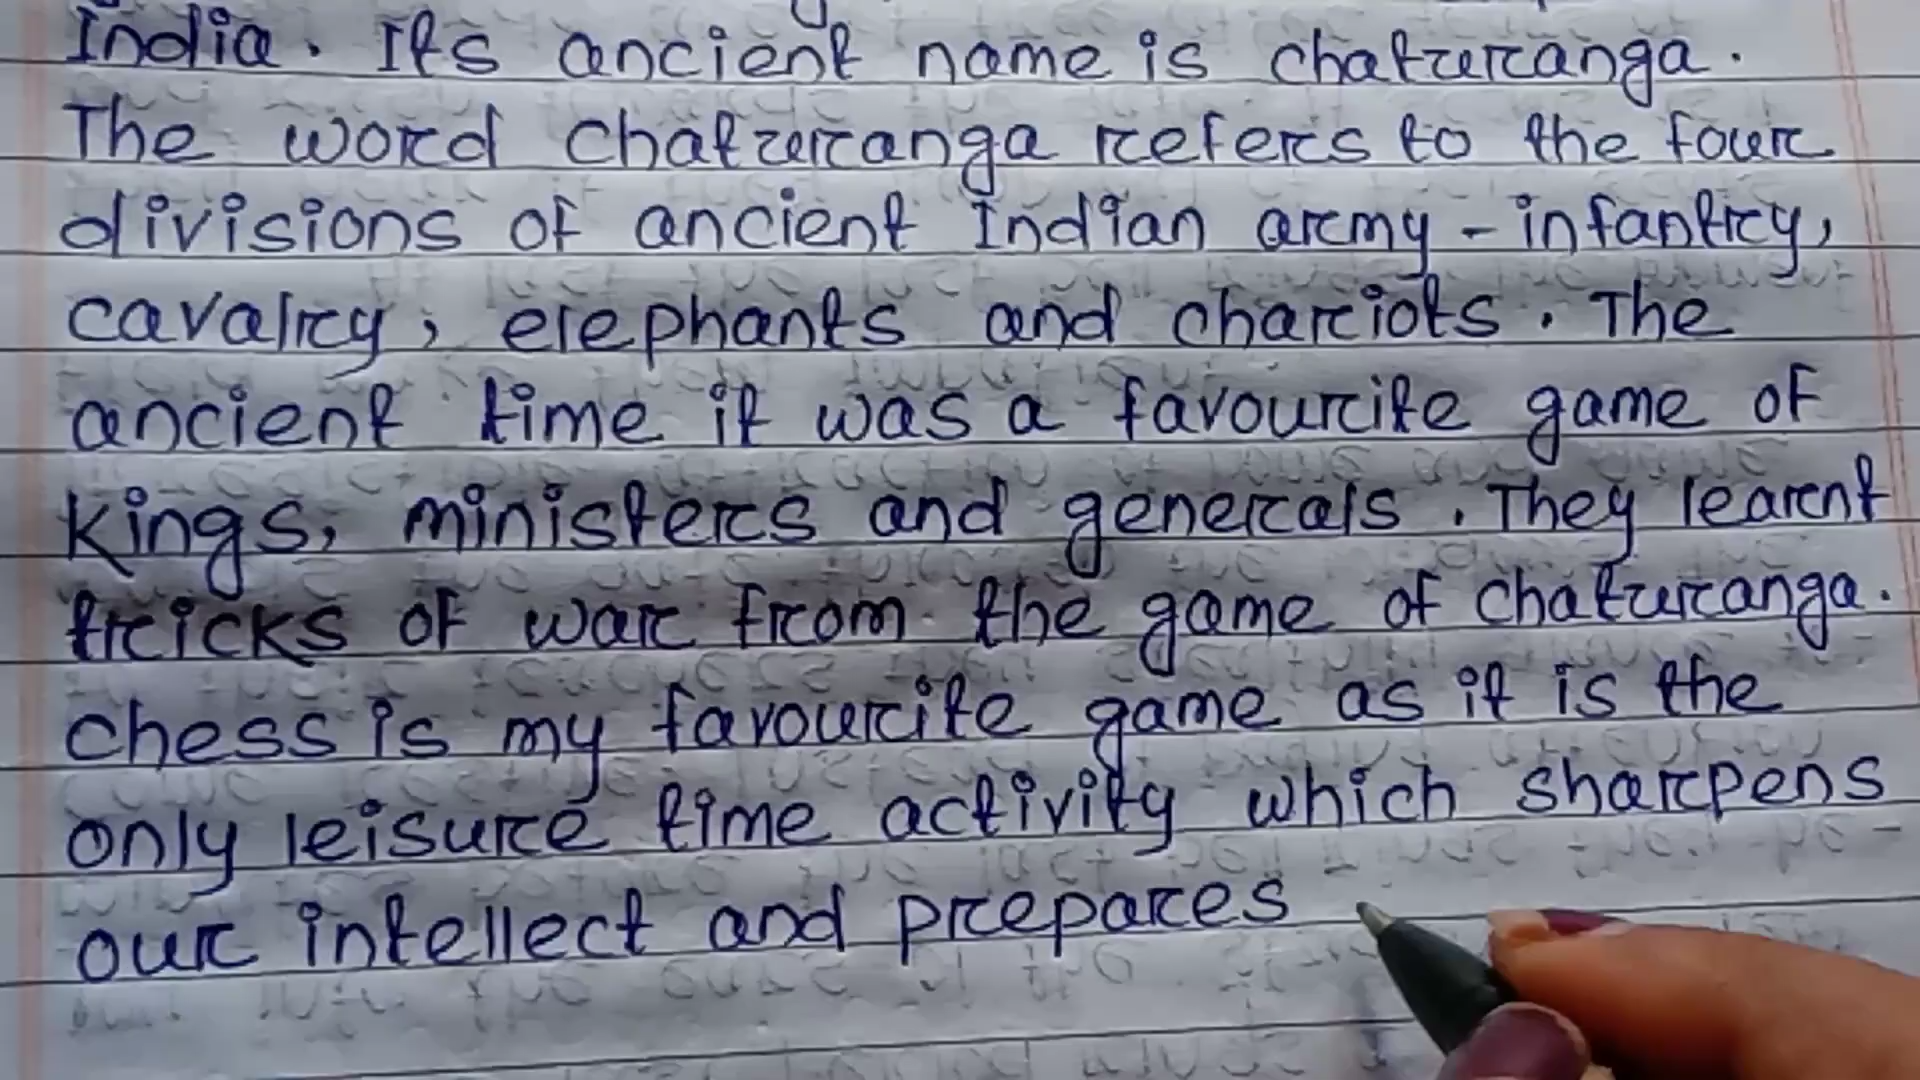 India. Its ancient name is chaturanga.
The word chaturanga refers to the four
divisions of ancient Indian army - infantry,
cavalry, elephants and chariots. The
ancient time it was a favourite game of
kings, ministers and generals. They learnt
tricks of war from the game of chaturanga.
chess is my favourite game as it is the
only leisure time activity which sharpens
our intellect and prepares